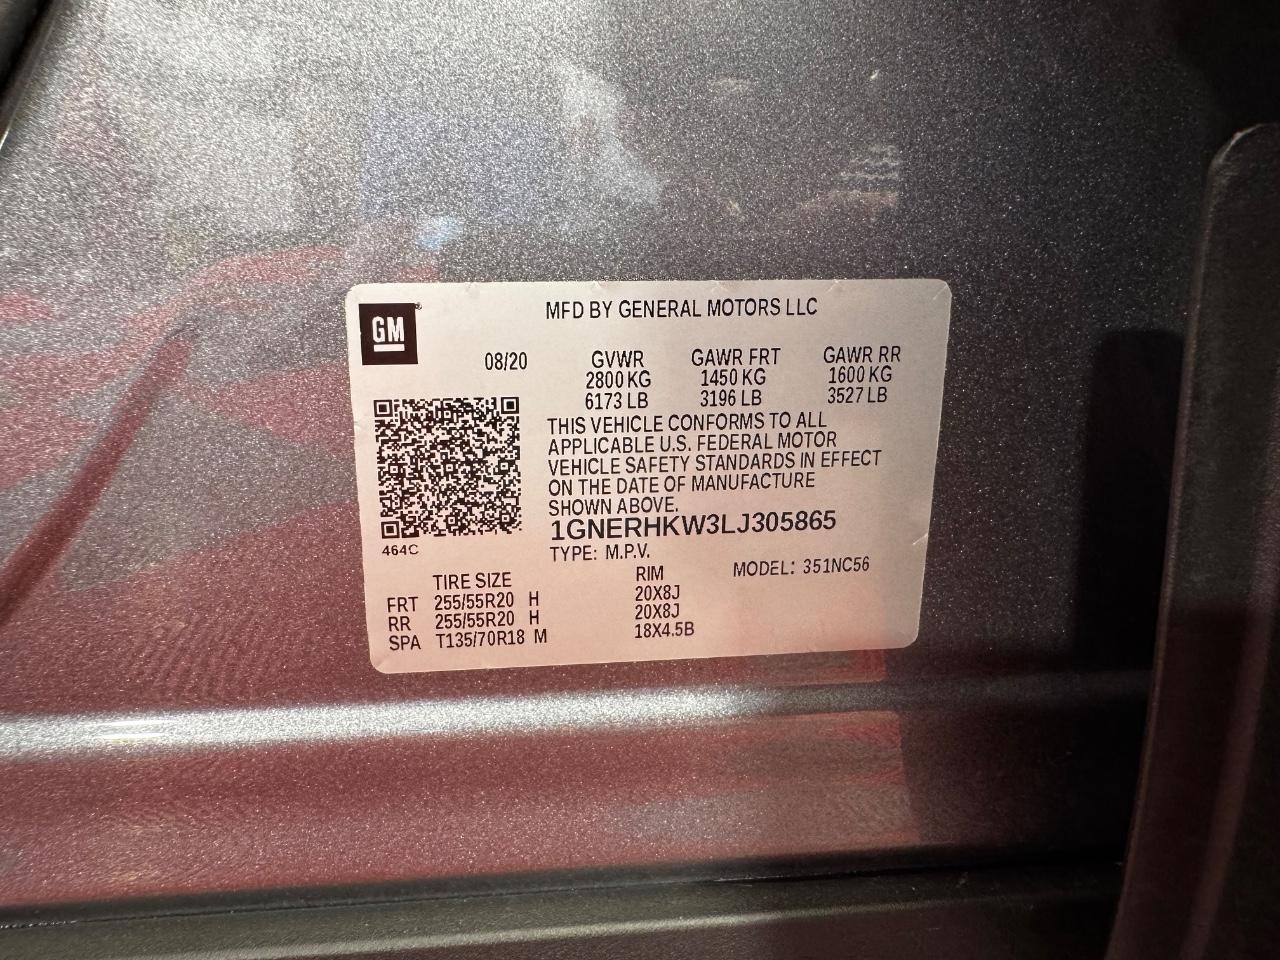 MFD BY GENERAL MOTORS LLC
GM
08/20 GVWR GAWR FRT GAWR RR
2800 KG 1450 KG 1600 KG
6173 LB 3196 LB 3527 LB
THIS VEHICLE CONFORMS TO ALL
APPLICABLE U.S. FEDERAL MOTOR
VEHICLE SAFETY STANDARDS IN EFFECT
ON THE DATE OF MANUFACTURE
SHOWN ABOVE.
1GNERHKW3LJ305865
464C
TYPE: M.P.V. MODEL: 351NC56
TIRE SIZE RIM
FRT 255/55R20 H 20X8J
RR 255/55R20 H 20X8J
SPA T135/70R18 M 18X4.5B